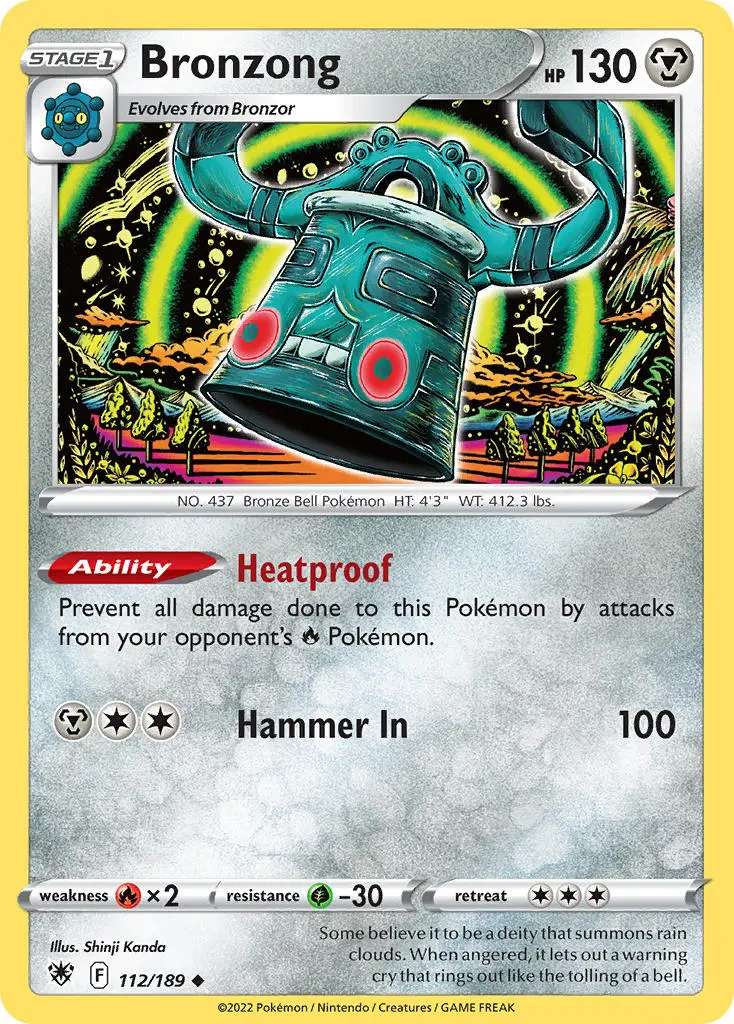 STAGE 1
Bronzong
HP 130
Evolves from Bronzor
NO. 437 Bronze Bell Pokémon HT: 4'3" WT: 412.3 lbs.
Ability Heatproof
Prevent all damage done to this Pokémon by attacks
from your opponent's Pokémon.
Hammer In 100
weakness ×2 resistance -30 retreat
Illus. Shinji Kanda
F 112/189
Some believe it to be a deity that summons rain
clouds. When angered, it lets out a warning
cry that rings out like the tolling of a bell.
©2022 Pokémon / Nintendo / Creatures / GAME FREAK